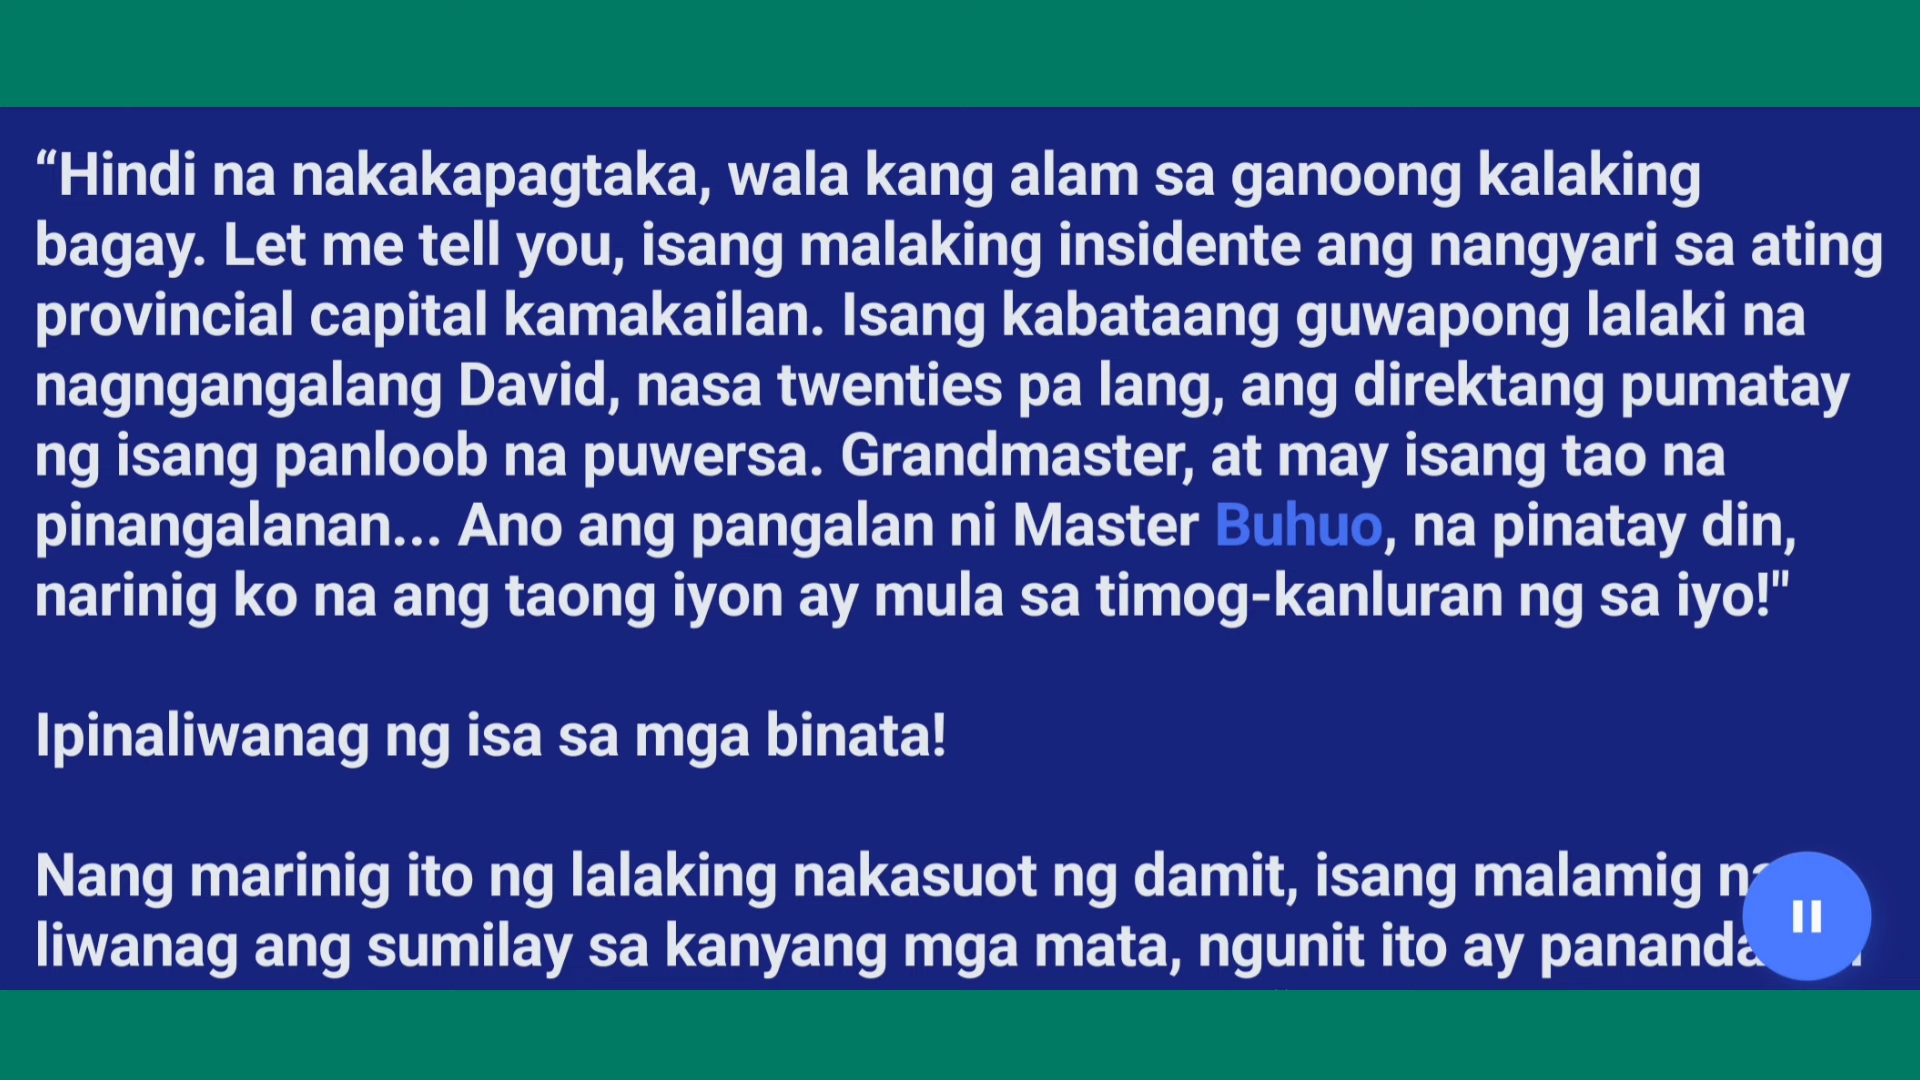 “Hindi na nakakapagtaka, wala kang alam sa ganoong kalaking
bagay. Let me tell you, isang malaking insidente ang nangyari sa ating
provincial capital kamakailan. Isang kabataang guwapong lalaki na
nagngangalang David, nasa twenties pa lang, ang direktang pumatay
ng isang panloob na puwersa. Grandmaster, at may isang tao na
pinangalanan... Ano ang pangalan ni Master Buhuo, na pinatay din,
narinig ko na ang taong iyon ay mula sa timog-kanluran ng sa iyo!"
Ipinaliwanag ng isa sa mga binata!
Nang marinig ito ng lalaking nakasuot ng damit, isang malamig na
liwanag ang sumilay sa kanyang mga mata, ngunit ito ay